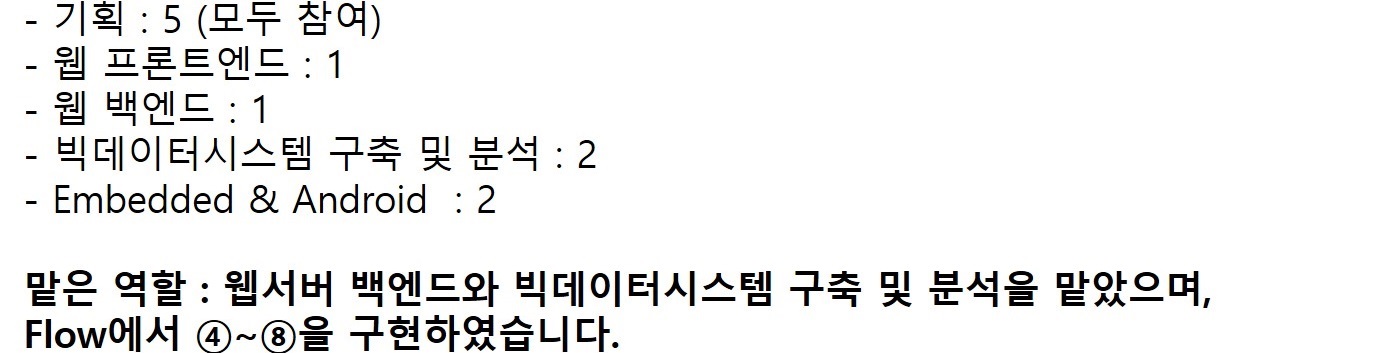 - 기획 : 5 (모두 참여)
- 웹 프론트엔드 : 1
- 웹 백엔드 : 1
- 빅데이터시스템 구축 및 분석 : 2
- Embedded & Android  : 2
맡은 역할 : 웹서버 백엔드와 빅데이터시스템 구축 및 분석을 맡았으며,
Flow에서 ④~⑧을 구현하였습니다.